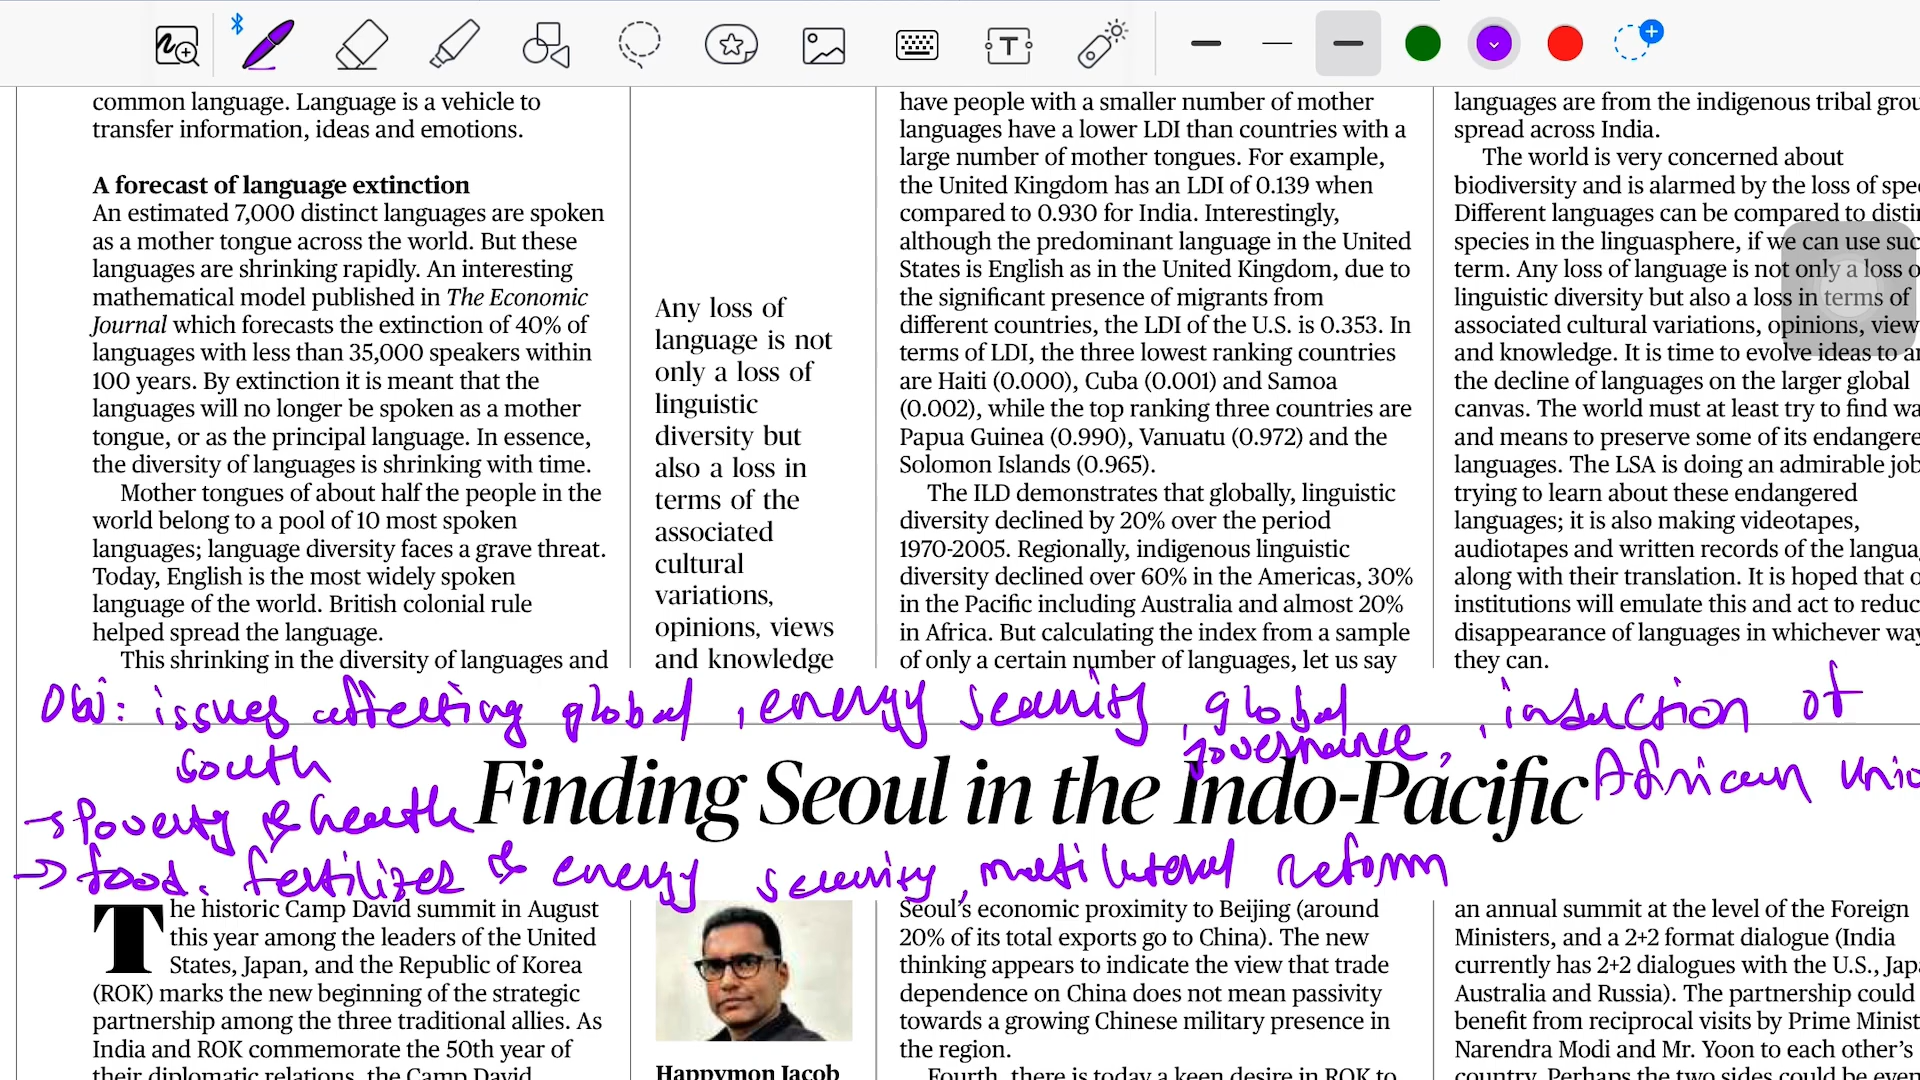 common language. Language is a vehicle to
transfer information, ideas and emotions.
A forecast of language extinction
An estimated 7,000 distinct languages are spoken
as a mother tongue across the world. But these
languages are shrinking rapidly. An interesting
mathematical model published in The Economic
Journal which forecasts the extinction of 40% of
languages with less than 35,000 speakers within
100 years. By extinction it is meant that the
languages will no longer be spoken as a mother
tongue, or as the principal language. In essence,
the diversity of languages is shrinking with time.
Mother tongues of about half the people in the
world belong to a pool of 10 most spoken
languages; language diversity faces a grave threat.
Today, English is the most widely spoken
language of the world. British colonial rule
helped spread the language.
This shrinking in the diversity of languages and
Any loss of
language is not
only a loss of
linguistic
diversity but
also a loss in
terms of the
associated
cultural
variations,
opinions, views
and knowledge
have people with a smaller number of mother
languages have a lower LDI than countries with a
large number of mother tongues. For example,
the United Kingdom has an LDI of 0.139 when
compared to 0.930 for India. Interestingly,
although the predominant language in the United
States is English as in the United Kingdom, due to
the significant presence of migrants from
different countries, the LDI of the U.S. is 0.353. In
terms of LDI, the three lowest ranking countries
are Haiti (0.000), Cuba (0.001) and Samoa
(0.002), while the top ranking three countries are
Papua Guinea (0.990), Vanuatu (0.972) and the
Solomon Islands (0.965).
The ILD demonstrates that globally, linguistic
diversity declined by 20% over the period
1970-2005. Regionally, indigenous linguistic
diversity declined over 60% in the Americas, 30%
in the Pacific including Australia and almost 20%
in Africa. But calculating the index from a sample
of only a certain number of languages, let us say
languages are from the indigenous tribal grou
spread across India.
The world is very concerned about
biodiversity and is alarmed by the loss of spe
Different languages can be compared to distin
species in the linguasphere, if we can use suc
term. Any loss of language is not only a loss o
linguistic diversity but also a loss in terms of
associated cultural variations, opinions, view
and knowledge. It is time to evolve ideas to ar
the decline of languages on the larger global
canvas. The world must at least try to find wa
and means to preserve some of its endangere
languages. The LSA is doing an admirable job
trying to learn about these endangered
languages; it is also making videotapes,
audiotapes and written records of the langua
along with their translation. It is hoped that o
institutions will emulate this and act to reduc
disappearance of languages in whichever way
they can.
Obj: issues affecting global, energy security, global governance, induction of
south African Unio
→ Poverty & health
→ food, fertilizer & energy security, multilateral reform
Finding Seoul in the Indo-Pacific
The historic Camp David summit in August
this year among the leaders of the United
States, Japan, and the Republic of Korea
(ROK) marks the new beginning of the strategic
partnership among the three traditional allies. As
India and ROK commemorate the 50th year of
their diplomatic relations, the Camp David
Happymon Jacob
Seoul's economic proximity to Beijing (around
20% of its total exports go to China). The new
thinking appears to indicate the view that trade
dependence on China does not mean passivity
towards a growing Chinese military presence in
the region.
Fourth, there is today a keen desire in ROK to
an annual summit at the level of the Foreign
Ministers, and a 2+2 format dialogue (India
currently has 2+2 dialogues with the U.S., Japa
Australia and Russia). The partnership could
benefit from reciprocal visits by Prime Minist
Narendra Modi and Mr. Yoon to each other's
country. Perhaps the two sides could be even